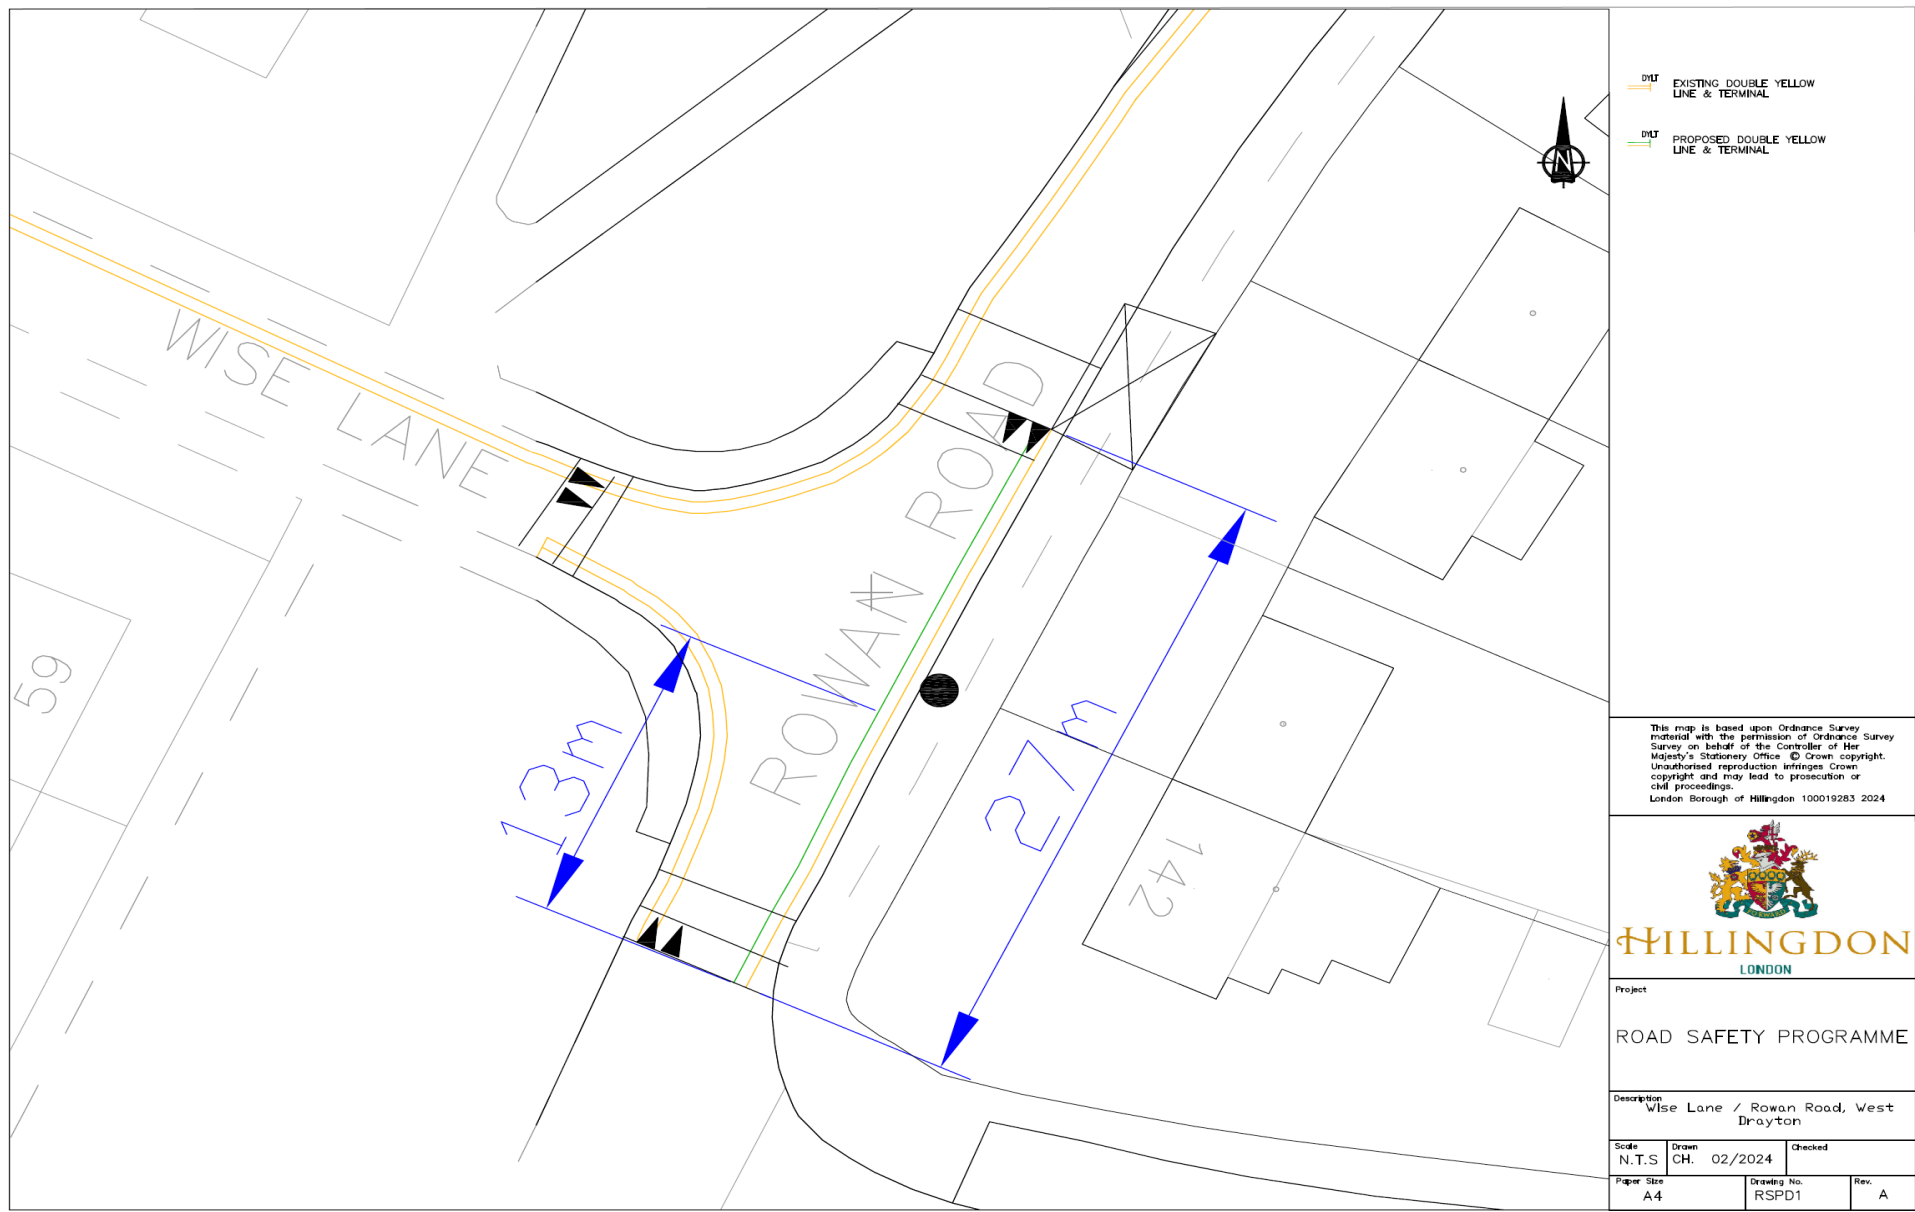 DYLT
EXISTING DOUBLE YELLOW
LINE & TERMINAL
DYLT
PROPOSED DOUBLE YELLOW
LINE & TERMINAL
N
WISE LANE
ROWAN ROAD
59
13m
27m
142
This map is based upon Ordnance Survey
material with the permission of Ordnance Survey
Survey on behalf of the Controller of Her
Majesty's Stationery Office © Crown copyright.
Unauthorised reproduction infringes Crown
copyright and may lead to prosecution or
civil proceedings.
London Borough of Hillingdon 100019283 2024
FORWARD
HILLINGDON
LONDON
Project
ROAD SAFETY PROGRAMME
Description
Wise Lane / Rowan Road, West
Drayton
Scale
N.T.S
Drawn
CH. 02/2024
Checked
Paper Size
A4
Drawing No.
RSPD1
Rev.
A